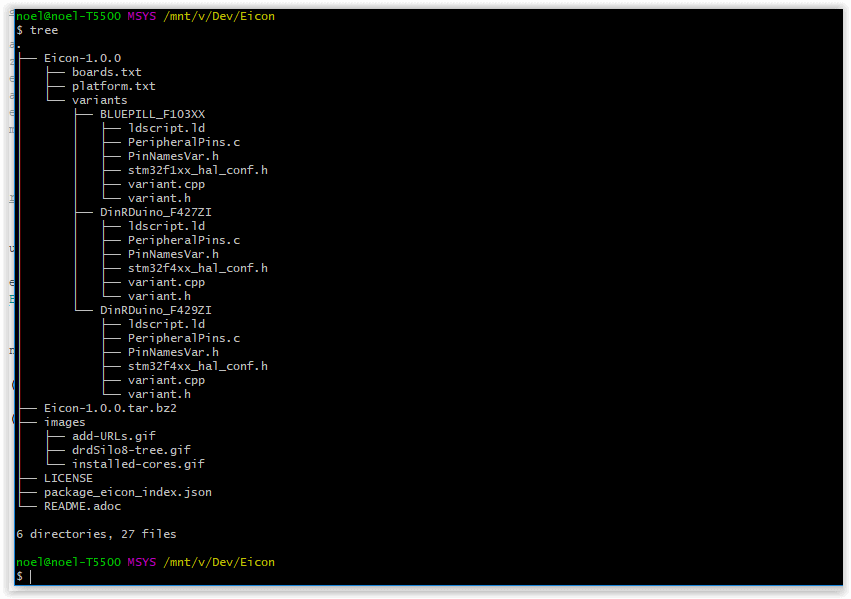 noel@noel-T5500 MSYS /mnt/v/Dev/Eicon
$ tree
.
├── Eicon-1.0.0
│   ├── boards.txt
│   ├── platform.txt
│   └── variants
│       ├── BLUEPILL_F103XX
│       │   ├── ldscript.ld
│       │   ├── PeripheralPins.c
│       │   ├── PinNamesVar.h
│       │   ├── stm32f1xx_hal_conf.h
│       │   ├── variant.cpp
│       │   └── variant.h
│       ├── DinRDuino_F427ZI
│       │   ├── ldscript.ld
│       │   ├── PeripheralPins.c
│       │   ├── PinNamesVar.h
│       │   ├── stm32f4xx_hal_conf.h
│       │   ├── variant.cpp
│       │   └── variant.h
│       └── DinRDuino_F429ZI
│           ├── ldscript.ld
│           ├── PeripheralPins.c
│           ├── PinNamesVar.h
│           ├── stm32f4xx_hal_conf.h
│           ├── variant.cpp
│           └── variant.h
├── Eicon-1.0.0.tar.bz2
├── images
│   ├── add-URLs.gif
│   ├── drdSilo8-tree.gif
│   └── installed-cores.gif
├── LICENSE
├── package_eicon_index.json
└── README.adoc
6 directories, 27 files
noel@noel-T5500 MSYS /mnt/v/Dev/Eicon
$